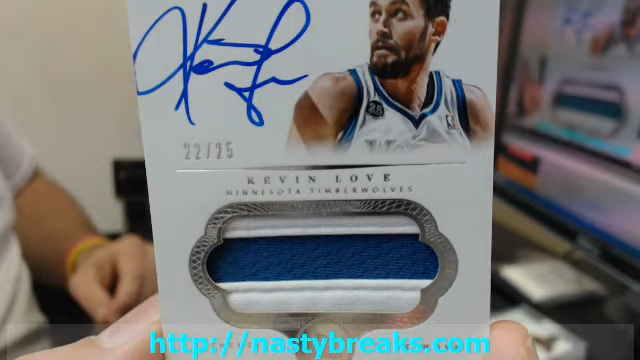 22/25
KEVIN LOVE
MINNESOTA TIMBERWOLVES
http://nastybreaks.com